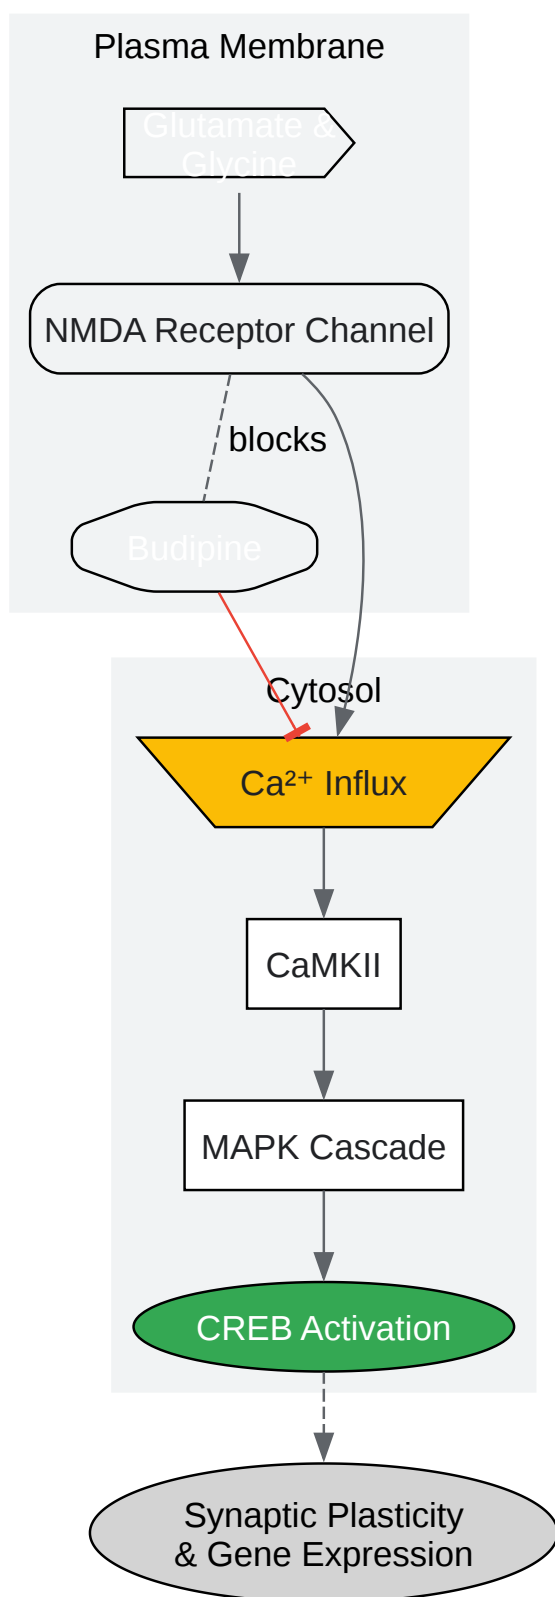 Plasma Membrane
Glutamate &
Glycine
NMDA Receptor Channel
blocks
Budipine
Cytosol
Ca²⁺ Influx
CaMKII
MAPK Cascade
CREB Activation
Synaptic Plasticity
& Gene Expression